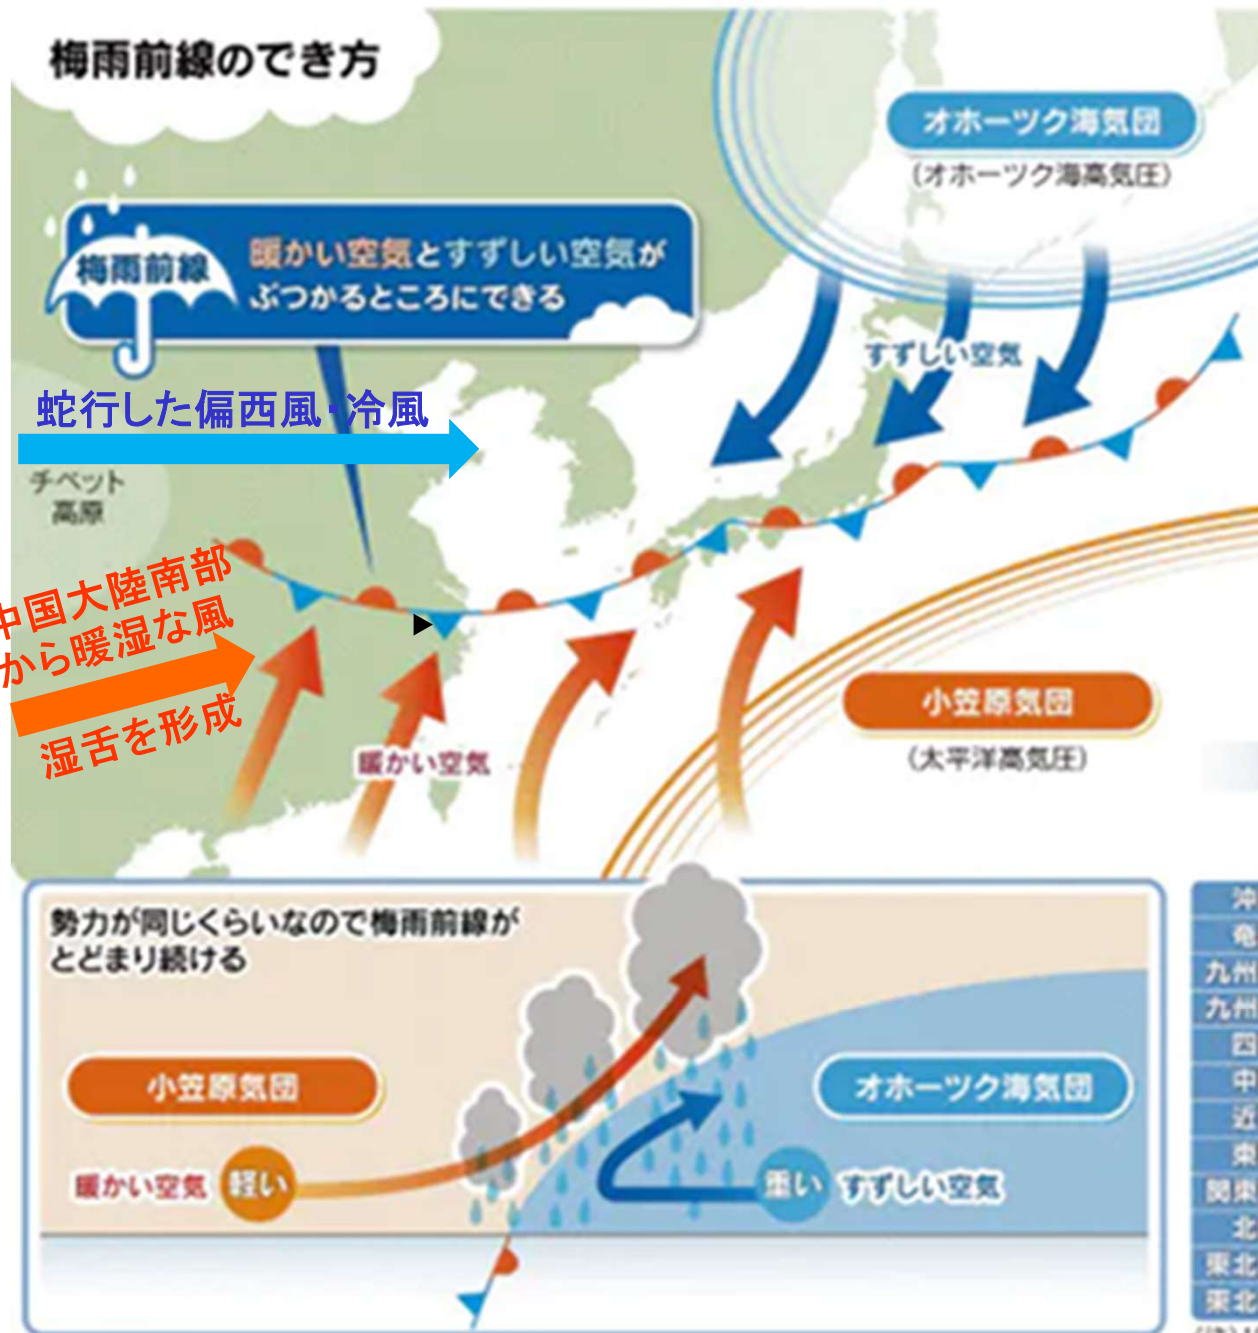 梅雨前線のでき方
オホーツク海気団
(オホーツク海高気圧)
梅雨前線
暖かい空気とすずしい空気が
ぶつかるところにできる
すずしい空気
蛇行した偏西風・冷風
チベット
高原
中国大陸南部
から暖湿な風
湿舌を形成
暖かい空気
小笠原気団
(太平洋高気圧)
勢力が同じくらいなので梅雨前線が
とどまり続ける
小笠原気団
オホーツク海気団
暖かい空気
軽い
重い
すずしい空気
沖
奄
九州
九州
四
中
近
東
関東
北
東北
東北